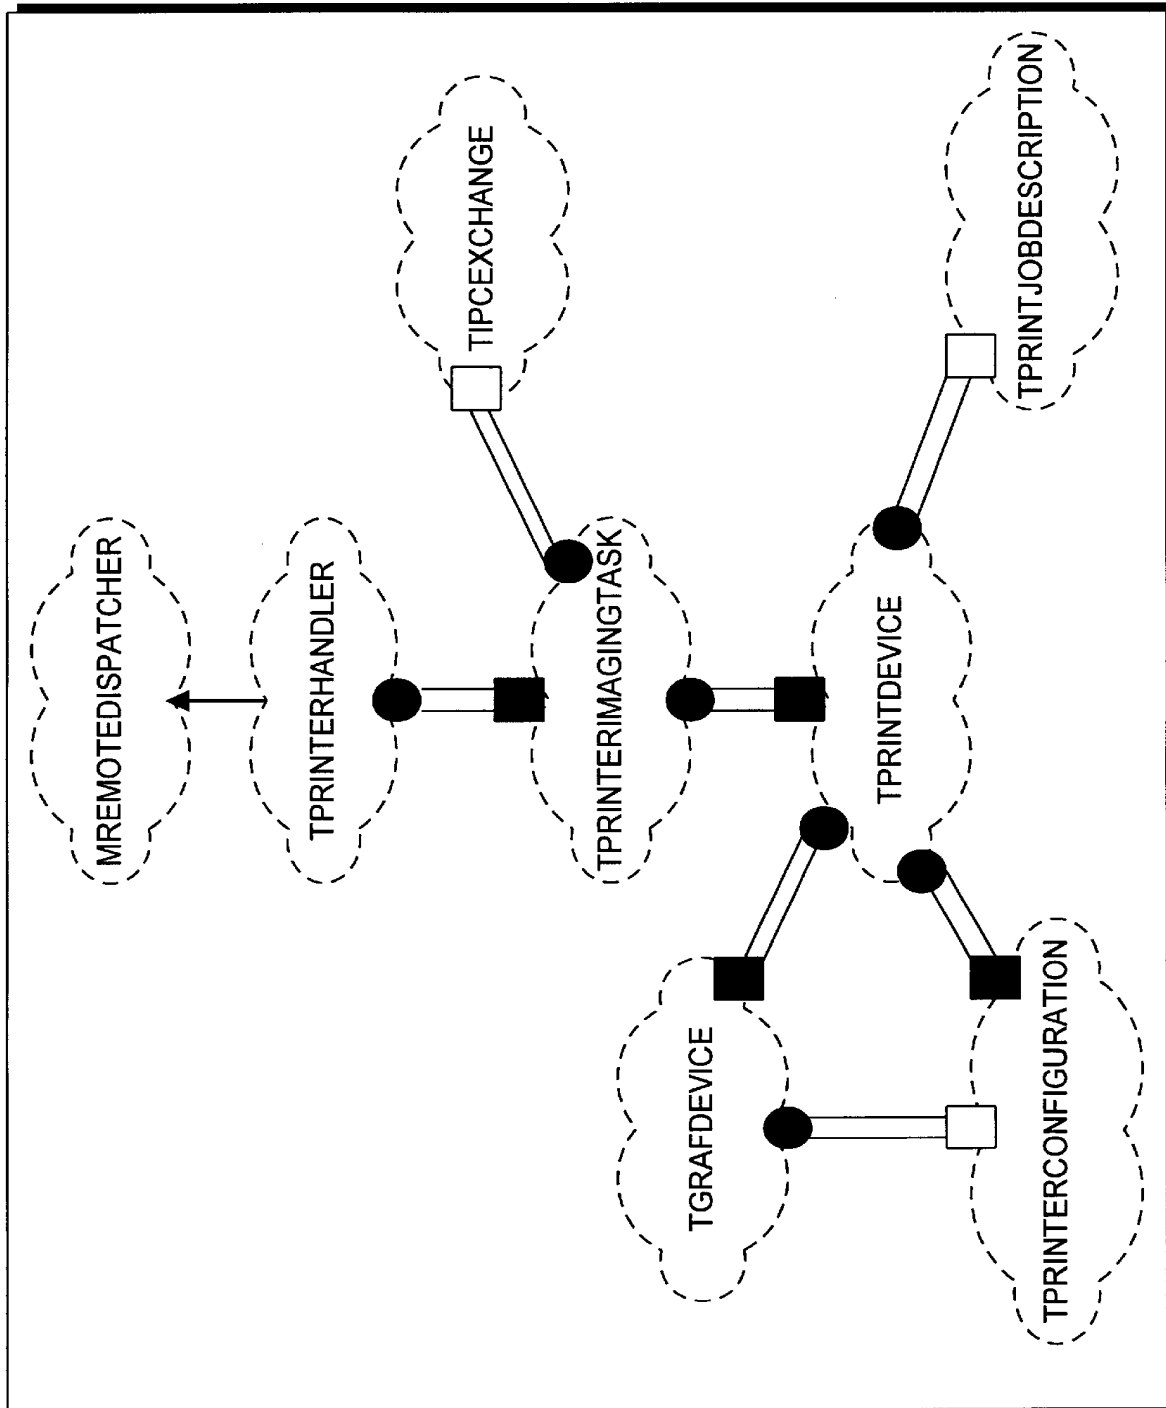 MREMOTEDISPATCHER
TPRINTERHANDLER
TIPCEXCHANGE
TPRINTERIMAGINGTASK
TPRINTDEVICE
TPRINTJOBDESCRIPTION
TGRAFDEVICE
TPRINTERCONFIGURATION